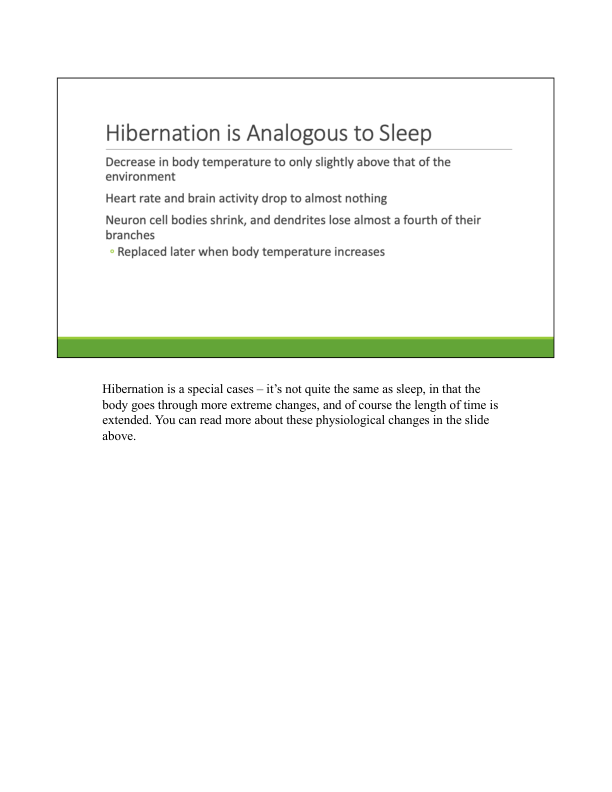 Hibernation is Analogous to Sleep
Decrease in body temperature to only slightly above that of the
environment
Heart rate and brain activity drop to almost nothing
Neuron cell bodies shrink, and dendrites lose almost a fourth of their
branches
▫ Replaced later when body temperature increases
Hibernation is a special cases – it’s not quite the same as sleep, in that the
body goes through more extreme changes, and of course the length of time is
extended. You can read more about these physiological changes in the slide
above.